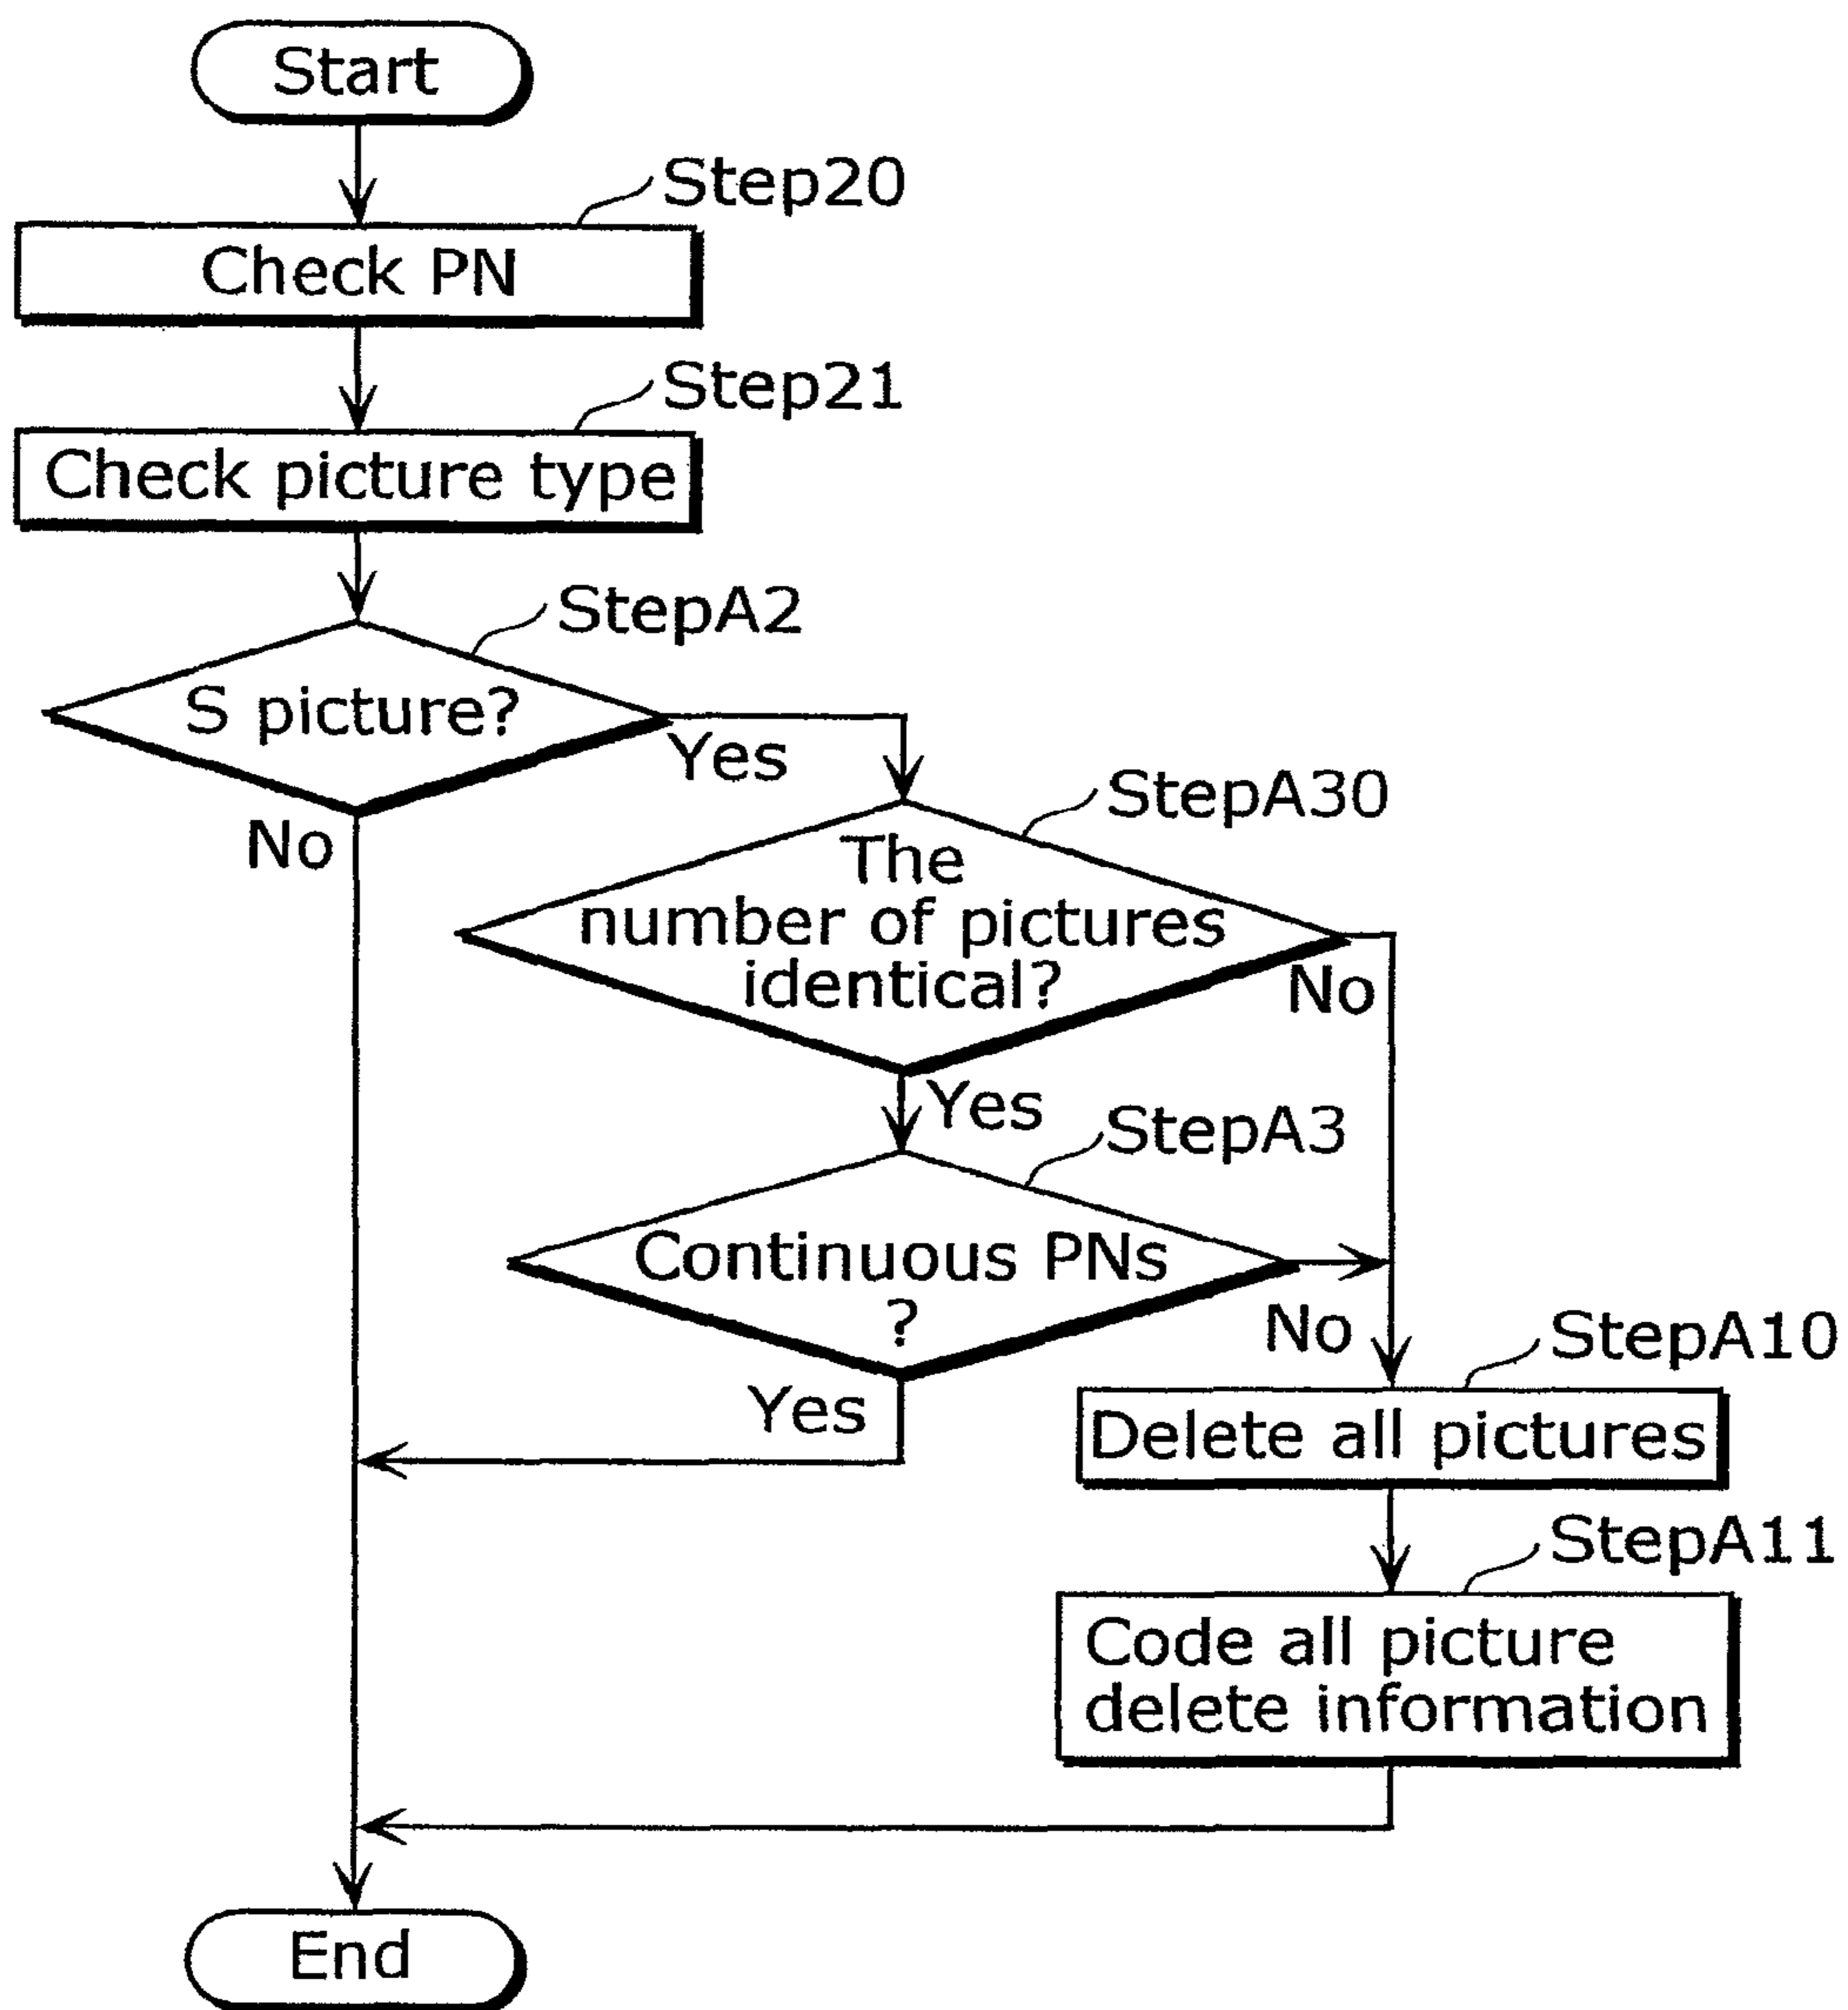 Start
Step20
Check PN
Step21
Check picture type
StepA2
S picture?
Yes
No
StepA30
The
number of pictures
identical?
No
Yes
StepA3
Continuous PNs
?
No
Yes
StepA10
Delete all pictures
StepA11
Code all picture
delete information
End